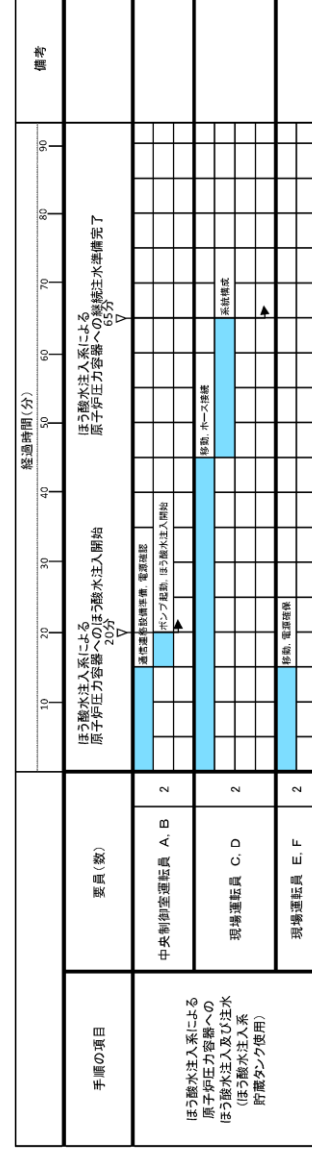 経過時間(分)
備考
10 20 30 40 50 60 70 80 90
手順の項目
要員(数)
ほう酸水注入系による
原子炉圧力容器へのほう酸水注入開始
20分
ほう酸水注入系による
原子炉圧力容器への継続注水準備完了
65分
ほう酸水注入系による
原子炉圧力容器への
ほう酸水注入及び注水
(ほう酸水注入系
貯蔵タンク使用)
中央制御室運転員 A, B
2
通信連絡設備準備, 電源確認
ポンプ起動, ほう酸水注入開始
現場運転員 C, D
2
移動, ホース接続
系統構成
現場運転員 E, F
2
移動, 電源確保